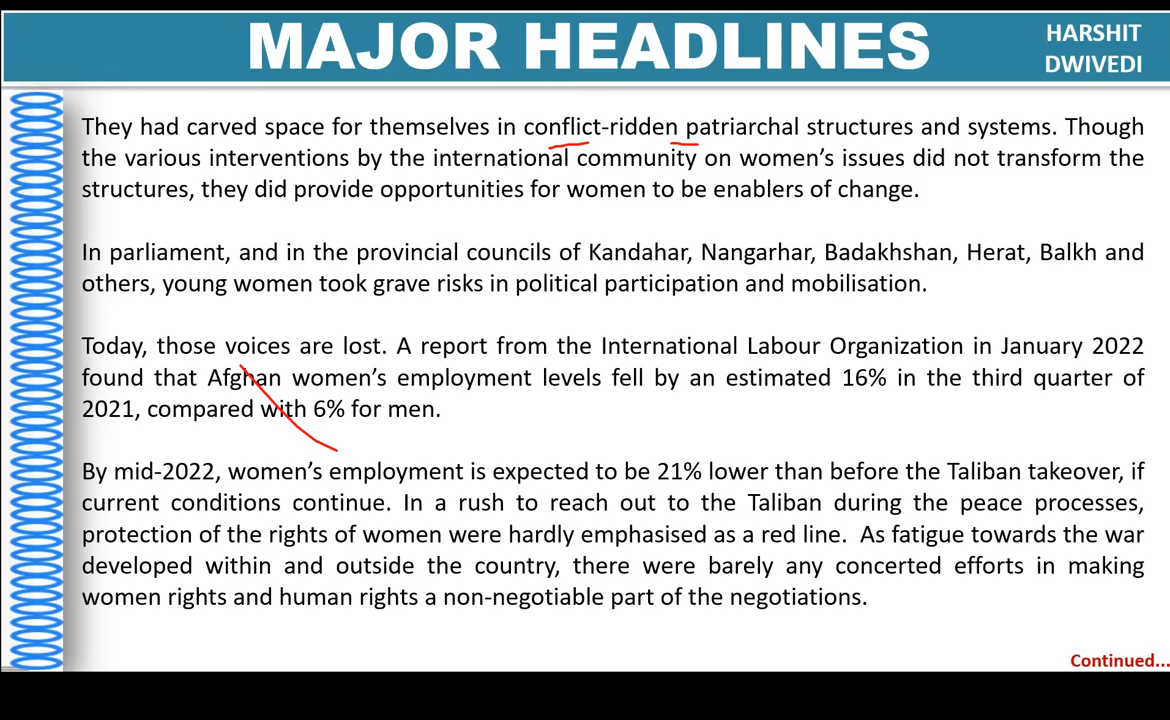 MAJOR HEADLINES
HARSHIT
DWIVEDI
They had carved space for themselves in conflict-ridden patriarchal structures and systems. Though
the various interventions by the international community on women’s issues did not transform the
structures, they did provide opportunities for women to be enablers of change.
In parliament, and in the provincial councils of Kandahar, Nangarhar, Badakhshan, Herat, Balkh and
others, young women took grave risks in political participation and mobilisation.
Today, those voices are lost. A report from the International Labour Organization in January 2022
found that Afghan women’s employment levels fell by an estimated 16% in the third quarter of
2021, compared with 6% for men.
By mid-2022, women’s employment is expected to be 21% lower than before the Taliban takeover, if
current conditions continue. In a rush to reach out to the Taliban during the peace processes,
protection of the rights of women were hardly emphasised as a red line. As fatigue towards the war
developed within and outside the country, there were barely any concerted efforts in making
women rights and human rights a non-negotiable part of the negotiations.
Continued...